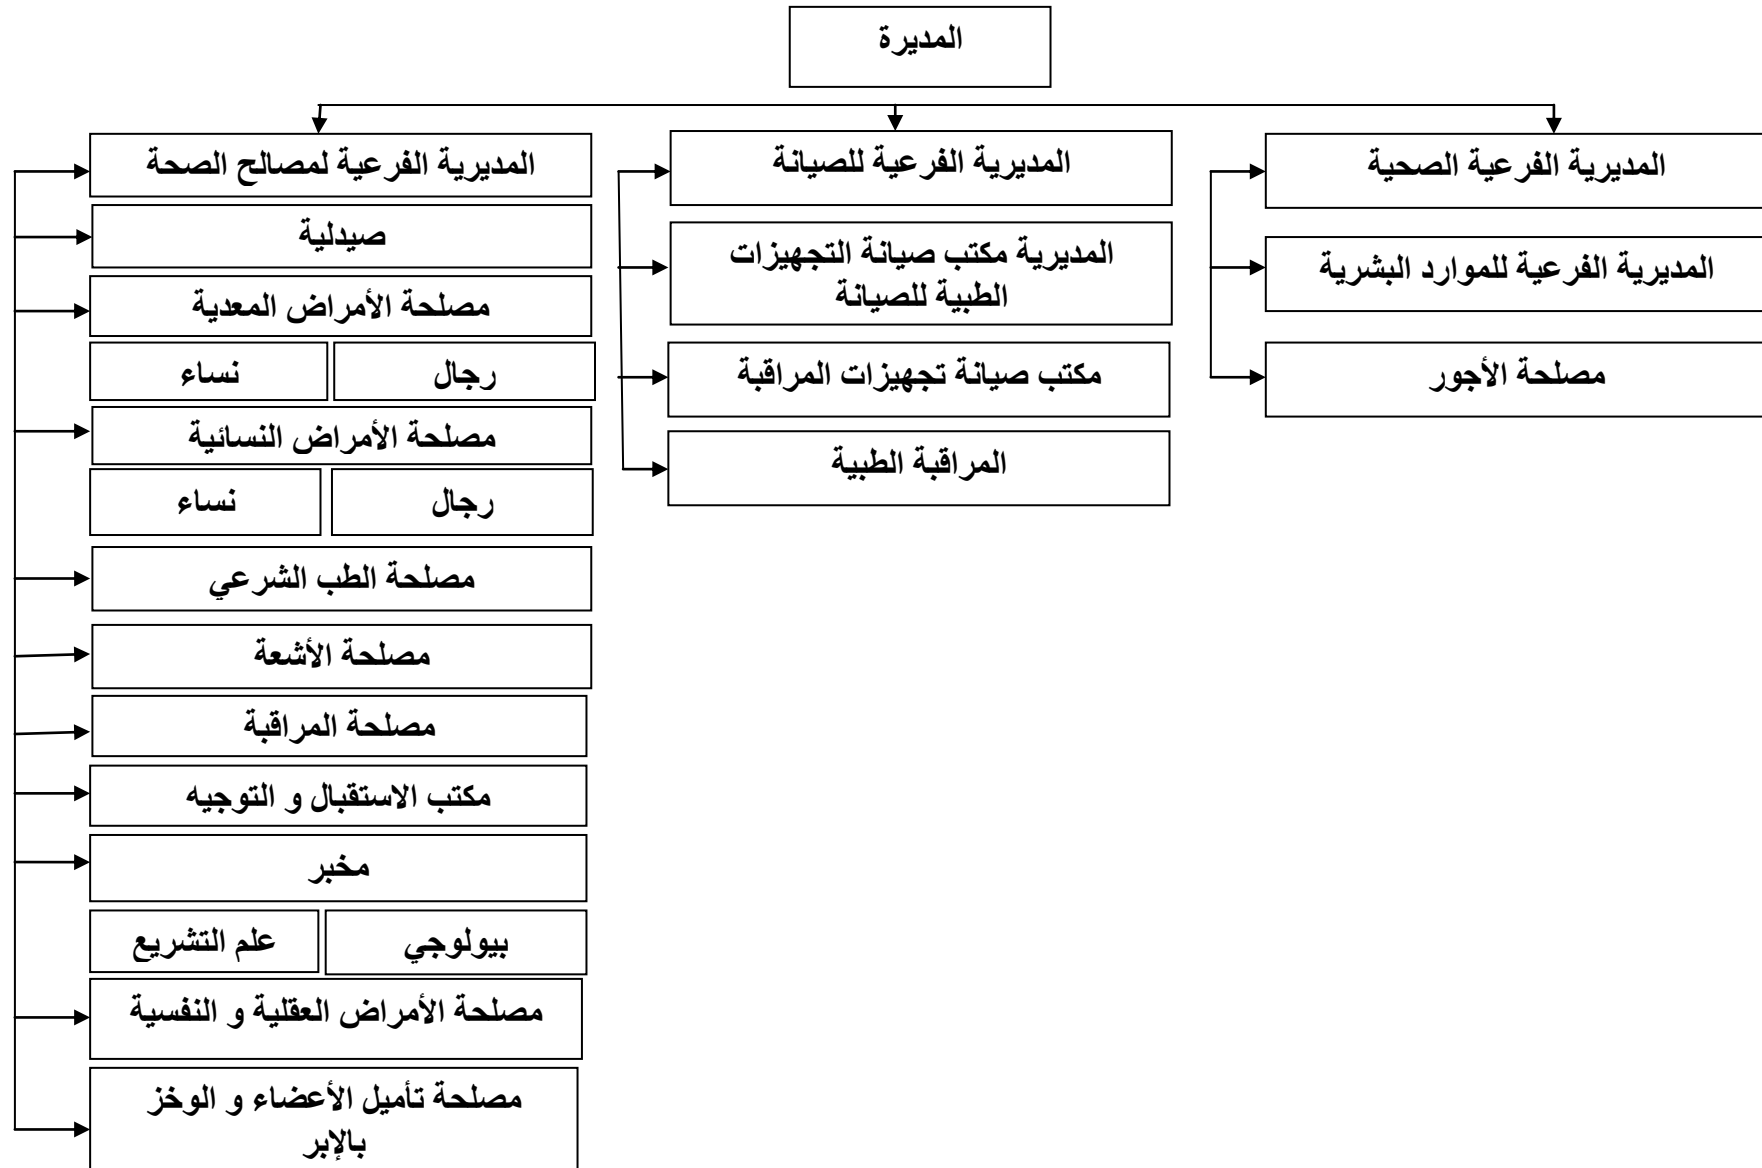 المديرة
المديرية الفرعية الصحية
المديرية الفرعية للموارد البشرية
مصلحة الأجور
المديرية الفرعية للصيانة
المديرية مكتب صيانة التجهيزات
الطبية للصيانة
مكتب صيانة تجهيزات المراقبة
المراقبة الطبية
المديرية الفرعية لمصالح الصحة
صيدلية
مصلحة الأمراض المعدية
رجال
نساء
مصلحة الأمراض النسائية
رجال
نساء
مصلحة الطب الشرعي
مصلحة الأشعة
مصلحة المراقبة
مكتب الاستقبال و التوجيه
مخبر
بيولوجي
علم التشريع
مصلحة الأمراض العقلية و النفسية
مصلحة تأميل الأعضاء و الوخز
بالإبر